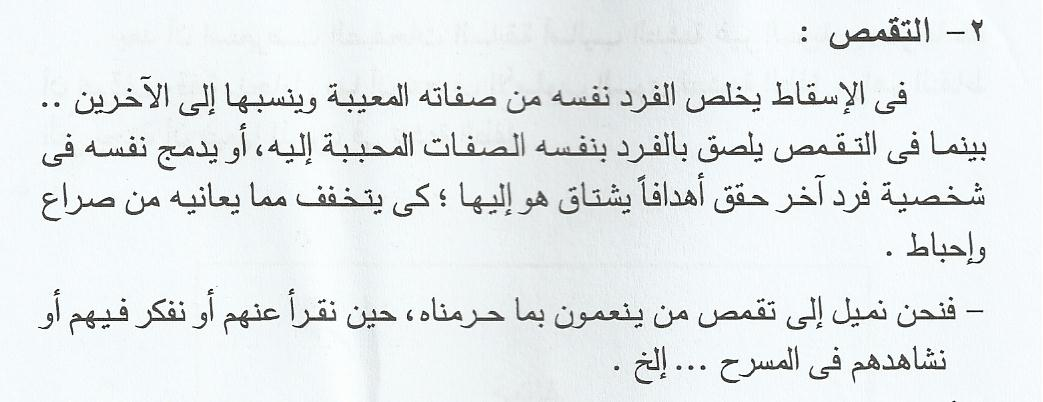 ٢ – التقمص :
فى الإسقاط يخلص الفرد نفسه من صفاته المعيبة وينسبها إلى الآخرين ..
بينما فى التقمص يلصق بالفرد بنفسه الصفات المحببة إليه، أو يدمج نفسه فى
شخصية فرد آخر حقق أهدافاً يشتاق هو إليها ؛ كى يتخفف مما يعانيه من صراع
وإحباط .
– فنحن نميل إلى تقمص من ينعمون بما حرمناه، حين نقرأ عنهم أو نفكر فيهم أو
نشاهدهم فى المسرح ... إلخ .